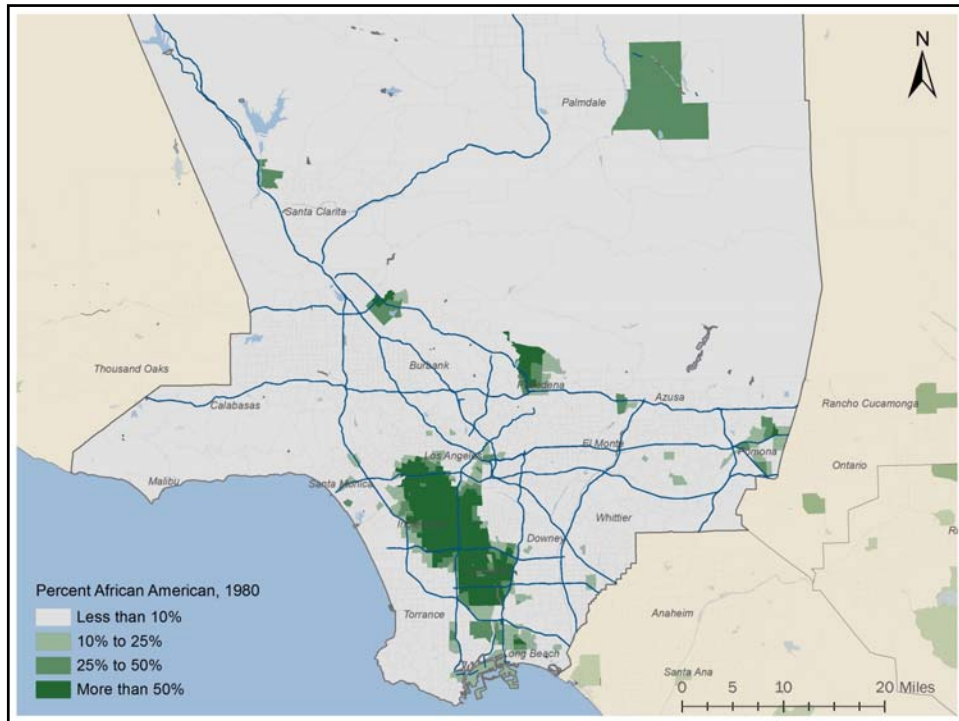 N
Palmdale
Santa Clarita
Thousand Oaks
Burbank
Pasadena
Azusa
Rancho Cucamonga
Calabasas
El Monte
Pomona
Los Angeles
Ontario
Malibu
Santa Monica
Whittier
Downey
Percent African American, 1980
Less than 10%
10% to 25%
25% to 50%
More than 50%
Torrance
Anaheim
Long Beach
Santa Ana
0 5 10 20 Miles